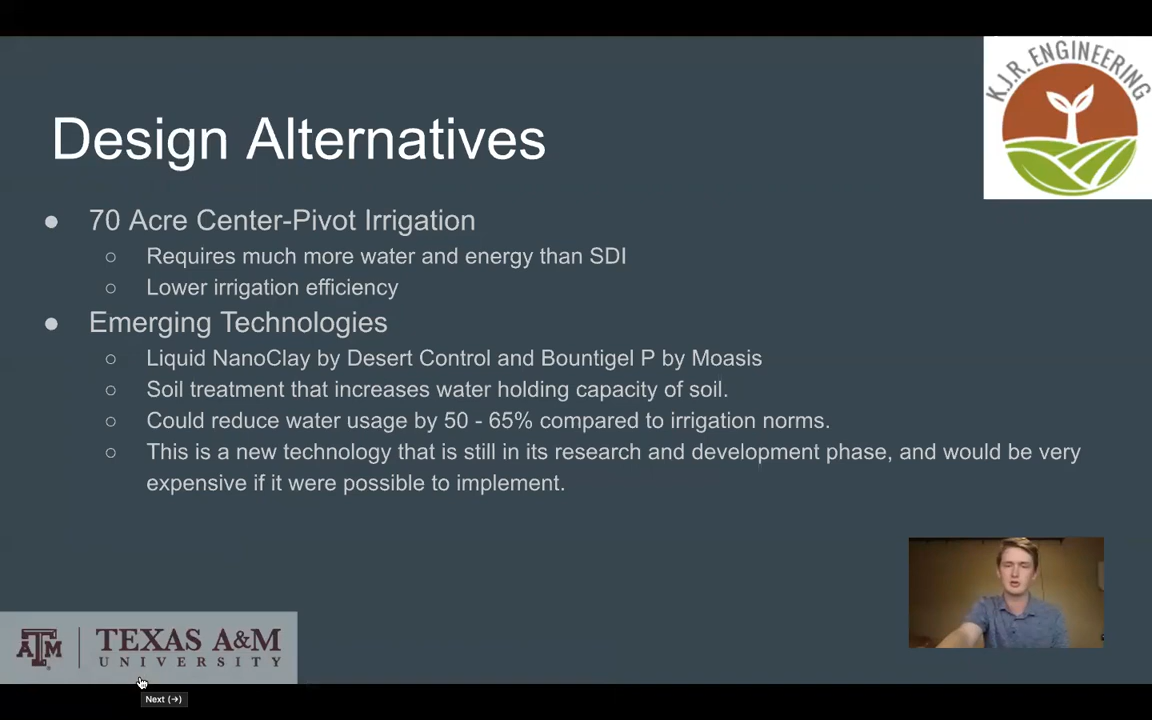 K.J.R. ENGINEERING
Design Alternatives
● 70 Acre Center-Pivot Irrigation
○ Requires much more water and energy than SDI
○ Lower irrigation efficiency
● Emerging Technologies
○ Liquid NanoClay by Desert Control and Bountigel P by Moasis
○ Soil treatment that increases water holding capacity of soil.
○ Could reduce water usage by 50 - 65% compared to irrigation norms.
○ This is a new technology that is still in its research and development phase, and would be very
expensive if it were possible to implement.
ATM | TEXAS A&M
UNIVERSITY
Next (→)